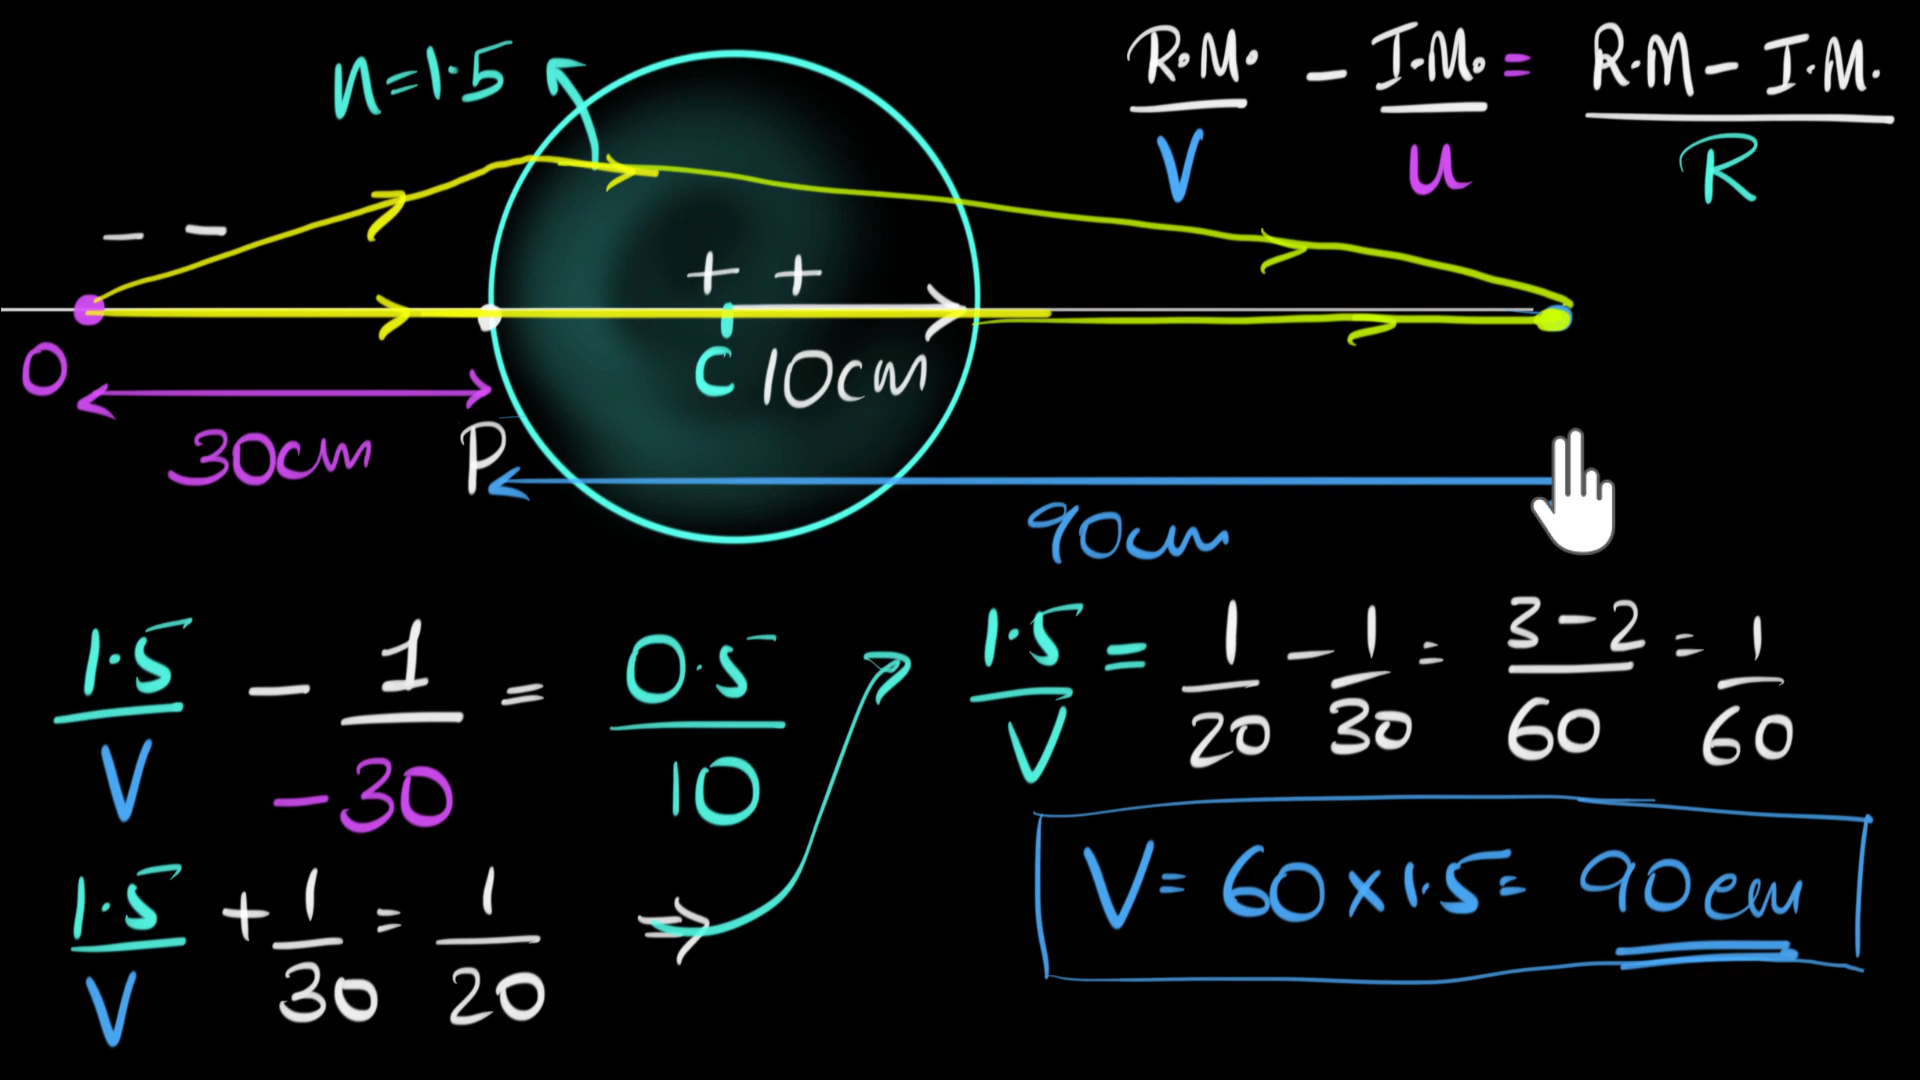 n=1.5
R.M./V - I.M./u = R.M - I.M./R
- -
+ +
O
C 10cm
30cm
P
90cm
1.5/V - 1/-30 = 0.5/10
1.5/V + 1/30 = 1/20 ⇒
1.5/V = 1/20 - 1/30 = 3-2/60 = 1/60
V = 60 × 1.5 = 90cm